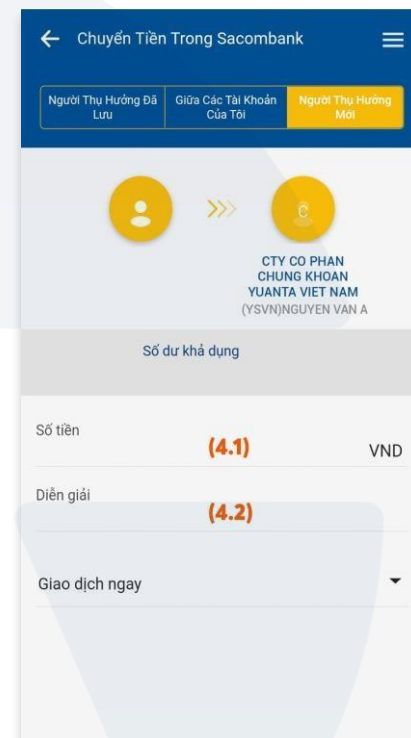 Chuyển Tiền Trong Sacombank
Người Thụ Hưởng Đã
Lưu
Giữa Các Tài Khoản
Của Tôi
Người Thụ Hưởng
Mới
C
CTY CO PHAN
CHUNG KHOAN
YUANTA VIET NAM
(YSVN)NGUYEN VAN A
Số dư khả dụng
Số tiền
(4.1) VND
Diễn giải
(4.2)
Giao dịch ngay